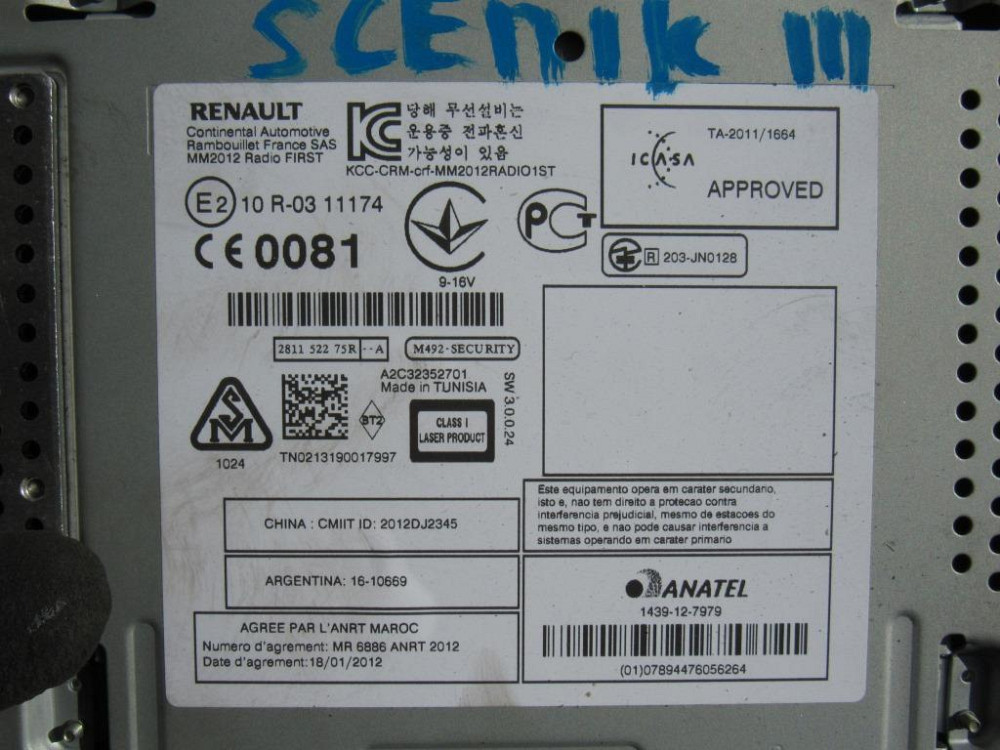 SCENIK III
RENAULT
Continental Automotive
Rambouillet France SAS
MM2012 Radio FIRST
KC
당해 무선설비는
운용중 전파혼신
가능성이 있음
KCC-CRM-crf-MM2012RADIO1ST
TA-2011/1664
ICASA
APPROVED
E2 10 R-03 11174
CE 0081
9-16V
PCT
R 203-JN0128
2811 522 75R --A
M492-SECURITY
A2C32352701
Made in TUNISIA
SW 3.0.0.24
SM
1024
BT2
CLASS I
LASER PRODUCT
TN0213190017997
Este equipamento opera em carater secundario,
isto e, nao tem direito a protecao contra
interferencia prejudicial, mesmo de estacoes do
mesmo tipo, e nao pode causar interferencia a
sistemas operando em carater primario
CHINA : CMIIT ID: 2012DJ2345
ARGENTINA: 16-10669
ANATEL
1439-12-7979
(01)07894476056264
AGREE PAR L'ANRT MAROC
Numero d'agrement: MR 6886 ANRT 2012
Date d'agrement:18/01/2012